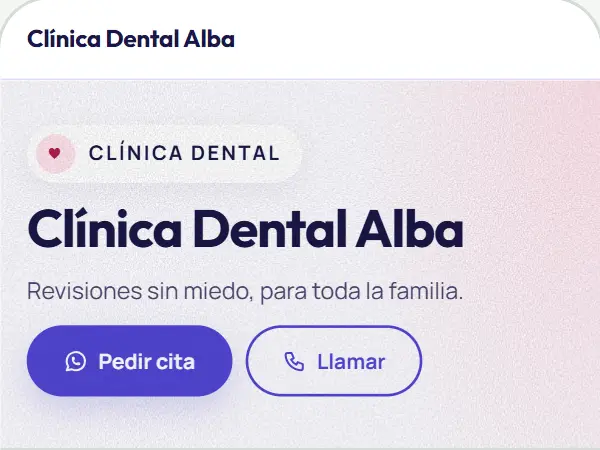 Clínica Dental Alba
CLÍNICA DENTAL
Clínica Dental Alba
Revisiones sin miedo, para toda la familia.
Pedir cita
Llamar